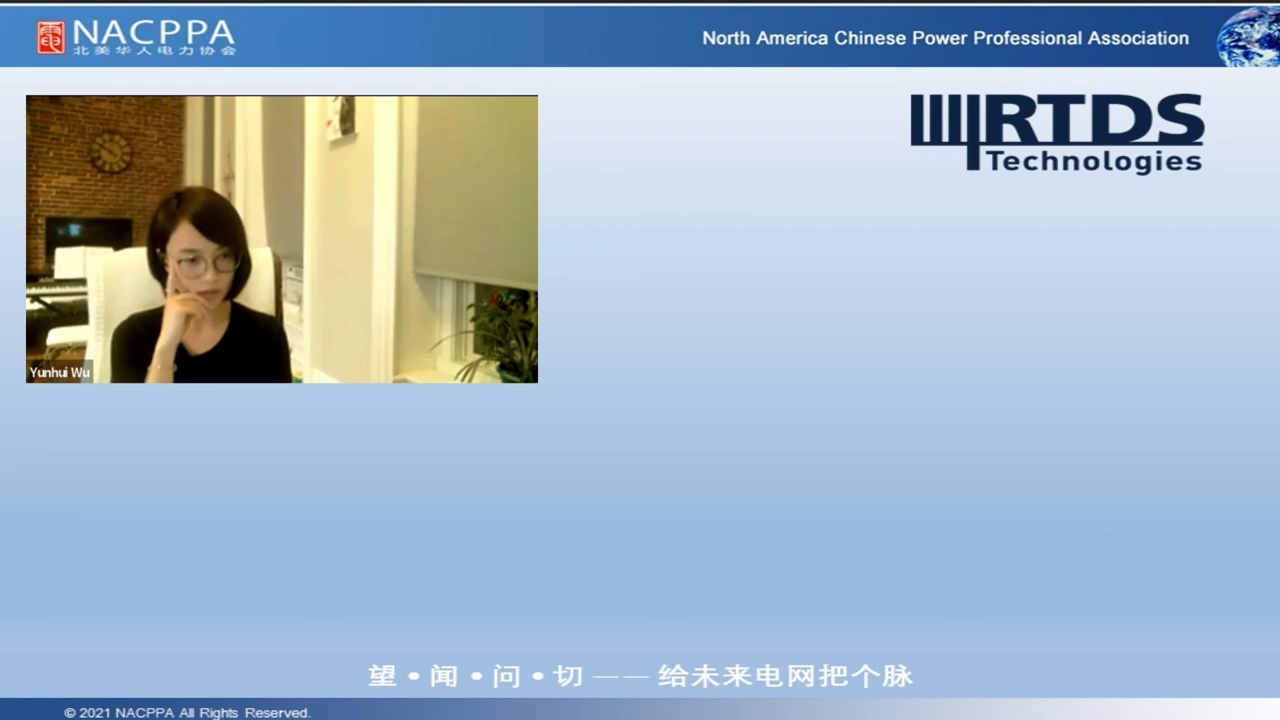 NACPPA
北美华人电力协会
North America Chinese Power Professional Association
RTDS
Technologies
Yunhui Wu
望•闻•问•切——给未来电网把个脉
© 2021 NACPPA All Rights Reserved.